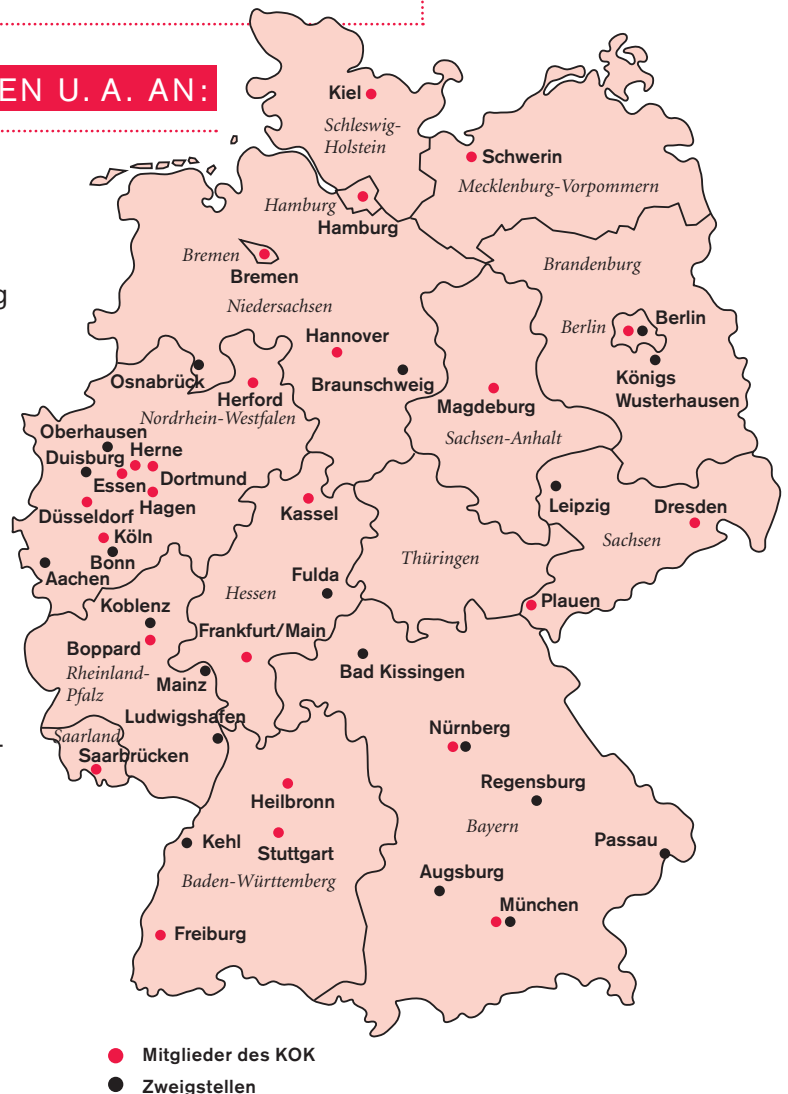 EN U. A. AN:
Kiel
Schleswig-
Holstein
Schwerin
Mecklenburg-Vorpommern
Hamburg
Hamburg
Bremen
Bremen
Brandenburg
g
Niedersachsen
Berlin
Berlin
Hannover
Osnabrück
Braunschweig
Königs
Wusterhausen
Herford
Magdeburg
Nordrhein-Westfalen
Sachsen-Anhalt
Oberhausen
Herne
Duisburg
Dortmund
Essen
Hagen
Düsseldorf
Kassel
Leipzig
Dresden
Köln
Sachsen
Bonn
Thüringen
Aachen
Fulda
Hessen
Plauen
Koblenz
Frankfurt/Main
Boppard
Bad Kissingen
Rheinland-
Pfalz
Mainz
Ludwigshafen
Saarland
Nürnberg
Saarbrücken
Regensburg
Heilbronn
Bayern
Kehl
Stuttgart
Passau
Baden-Württemberg
Augsburg
München
Freiburg
Mitglieder des KOK
Zweigstellen